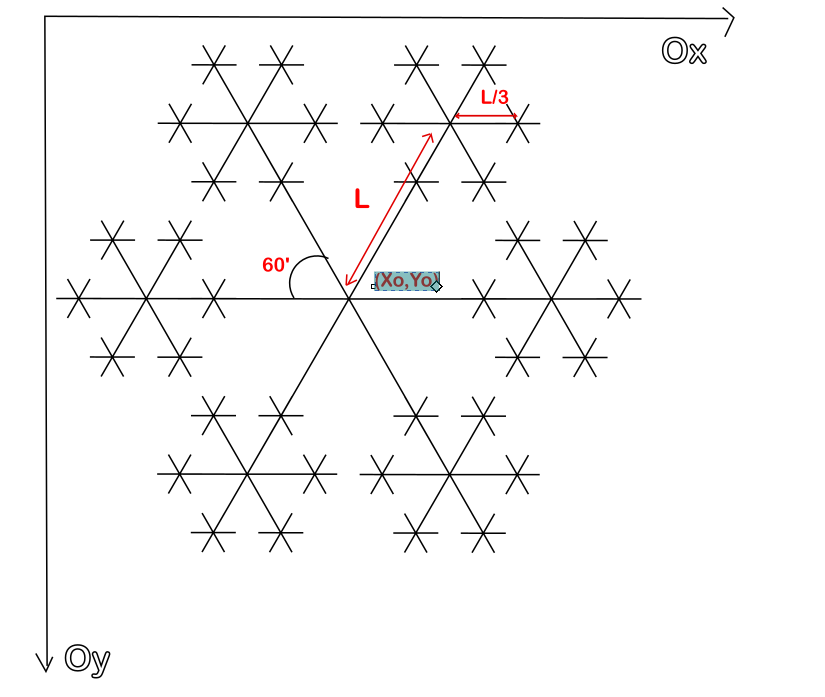 Ox
L/3
L
60'
(Xo,Yo)
Oy